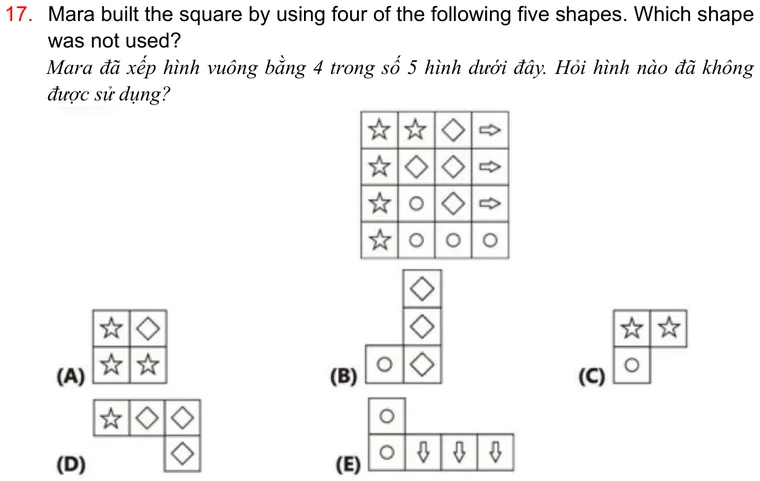 17. Mara built the square by using four of the following five shapes. Which shape
was not used?
Mara đã xếp hình vuông bằng 4 trong số 5 hình dưới đây. Hỏi hình nào đã không
được sử dụng?
(A)
(B)
(C)
(D)
(E)